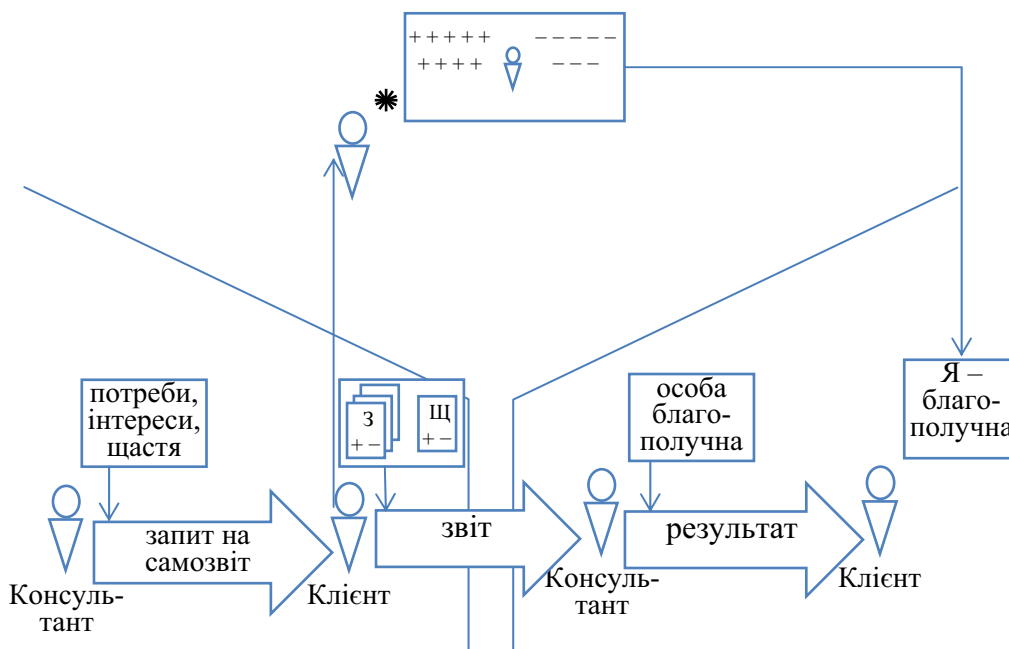 + + + + +
+ + + +
– – – – –
– – –
потреби,
інтереси,
щастя
З
+ –
Щ
+ –
особа
благо-
получна
Я –
благо-
получна
запит на
самозвіт
звіт
результат
Консуль-
тант
Клієнт
Консуль-
тант
Клієнт